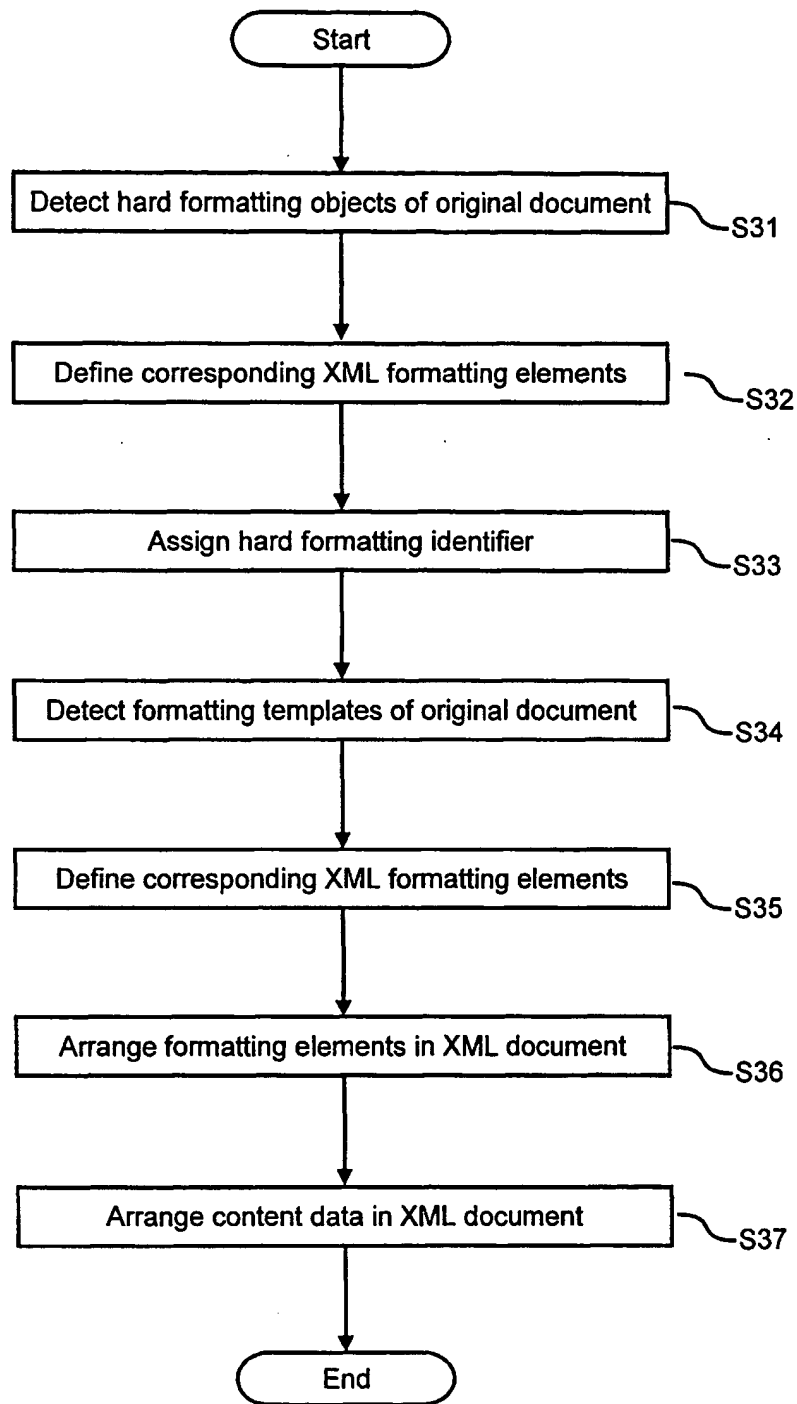 Start
Detect hard formatting objects of original document
S31
Define corresponding XML formatting elements
S32
Assign hard formatting identifier
S33
Detect formatting templates of original document
S34
Define corresponding XML formatting elements
S35
Arrange formatting elements in XML document
S36
Arrange content data in XML document
S37
End